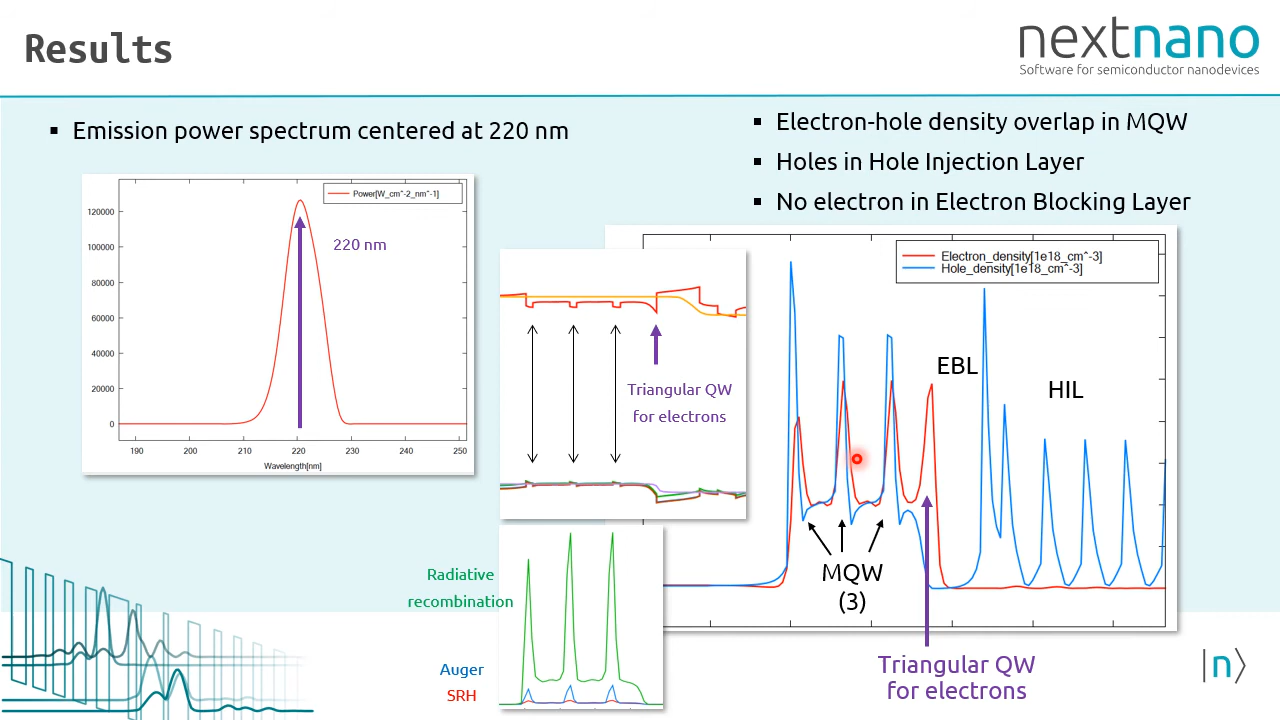 Results
nextnano
Software for semiconductor nanodevices
▪ Emission power spectrum centered at 220 nm
▪ Electron-hole density overlap in MQW
▪ Holes in Hole Injection Layer
▪ No electron in Electron Blocking Layer
Power[W_cm^-2_nm^-1]
220 nm
120000
100000
80000
60000
40000
20000
0
190 200 210 220 230 240 250
Wavelength[nm]
Triangular QW
for electrons
Electron_density[1e18_cm^-3]
Hole_density[1e18_cm^-3]
EBL
HIL
MQW
(3)
Triangular QW
for electrons
Radiative
recombination
Auger
SRH
|n⟩